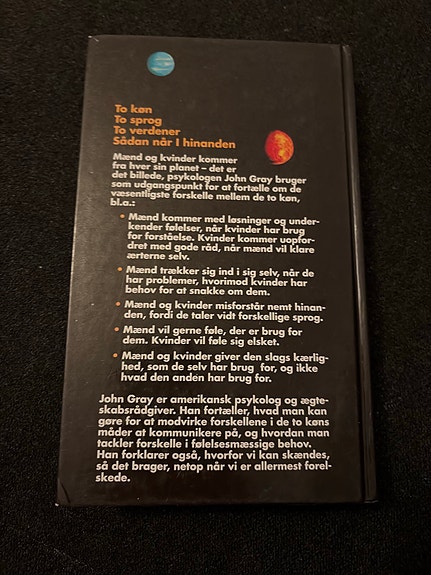 To køn
To sprog
To verdener
Sådan når I hinanden
Mænd og kvinder kommer
fra hver sin planet – det er
det billede, psykologen John Gray bruger
som udgangspunkt for at fortælle om de
væsentligste forskelle mellem de to køn,
bl.a.:
• Mænd kommer med løsninger og under-
kender følelser, når kvinder har brug
for forståelse. Kvinder kommer uopfor-
dret med gode råd, når mænd vil klare
ærterne selv.
• Mænd trækker sig ind i sig selv, når de
har problemer, hvorimod kvinder har
behov for at snakke om dem.
• Mænd og kvinder misforstår nemt hinan-
den, fordi de taler vidt forskellige sprog.
• Mænd vil gerne føle, der er brug for
dem. Kvinder vil føle sig elsket.
• Mænd og kvinder giver den slags kærlig-
hed, som de selv har brug for, og ikke
hvad den anden har brug for.
John Gray er amerikansk psykolog og ægte-
skabsrådgiver. Han fortæller, hvad man kan
gøre for at modvirke forskellene i de to køns
måder at kommunikere på, og hvordan man
tackler forskelle i følelsesmæssige behov.
Han forklarer også, hvorfor vi kan skændes,
så det brager, netop når vi er allermest forel-
skede.